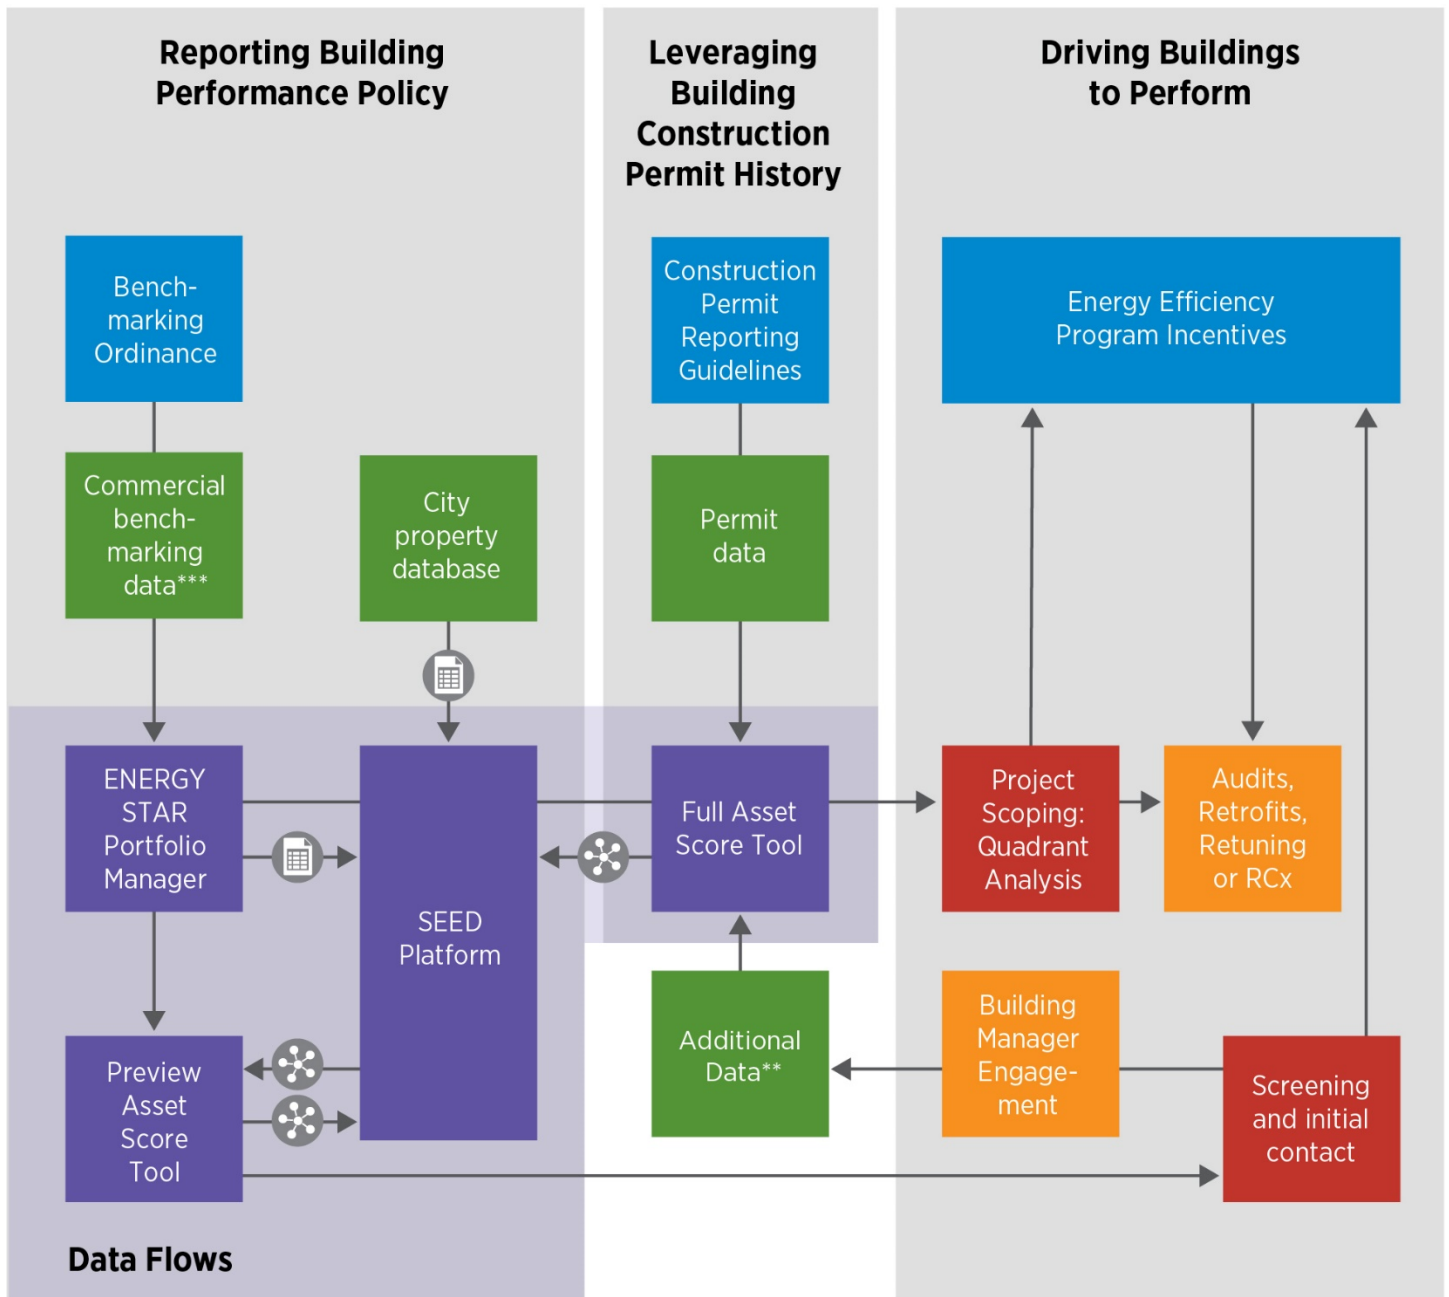 Reporting Building
Performance Policy
Leveraging
Building
Construction
Permit History
Driving Buildings
to Perform
Bench-
marking
Ordinance
Construction
Permit
Reporting
Guidelines
Energy Efficiency
Program Incentives
Commercial
bench-
marking
data***
City
property
database
Permit
data
ENERGY
STAR
Portfolio
Manager
SEED
Platform
Full Asset
Score Tool
Project
Scoping:
Quadrant
Analysis
Audits,
Retrofits,
Retuning
or RCx
Preview
Asset
Score
Tool
Additional
Data**
Building
Manager
Engage-
ment
Screening
and initial
contact
Data Flows